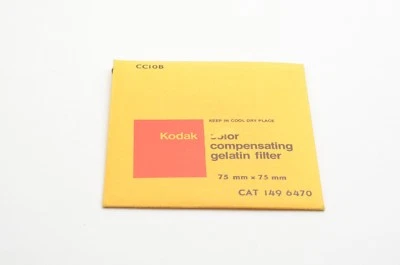 CC10B
KEEP IN COOL DRY PLACE
Kodak
color
compensating
gelatin filter
75 mm x 75 mm
CAT 149 6470